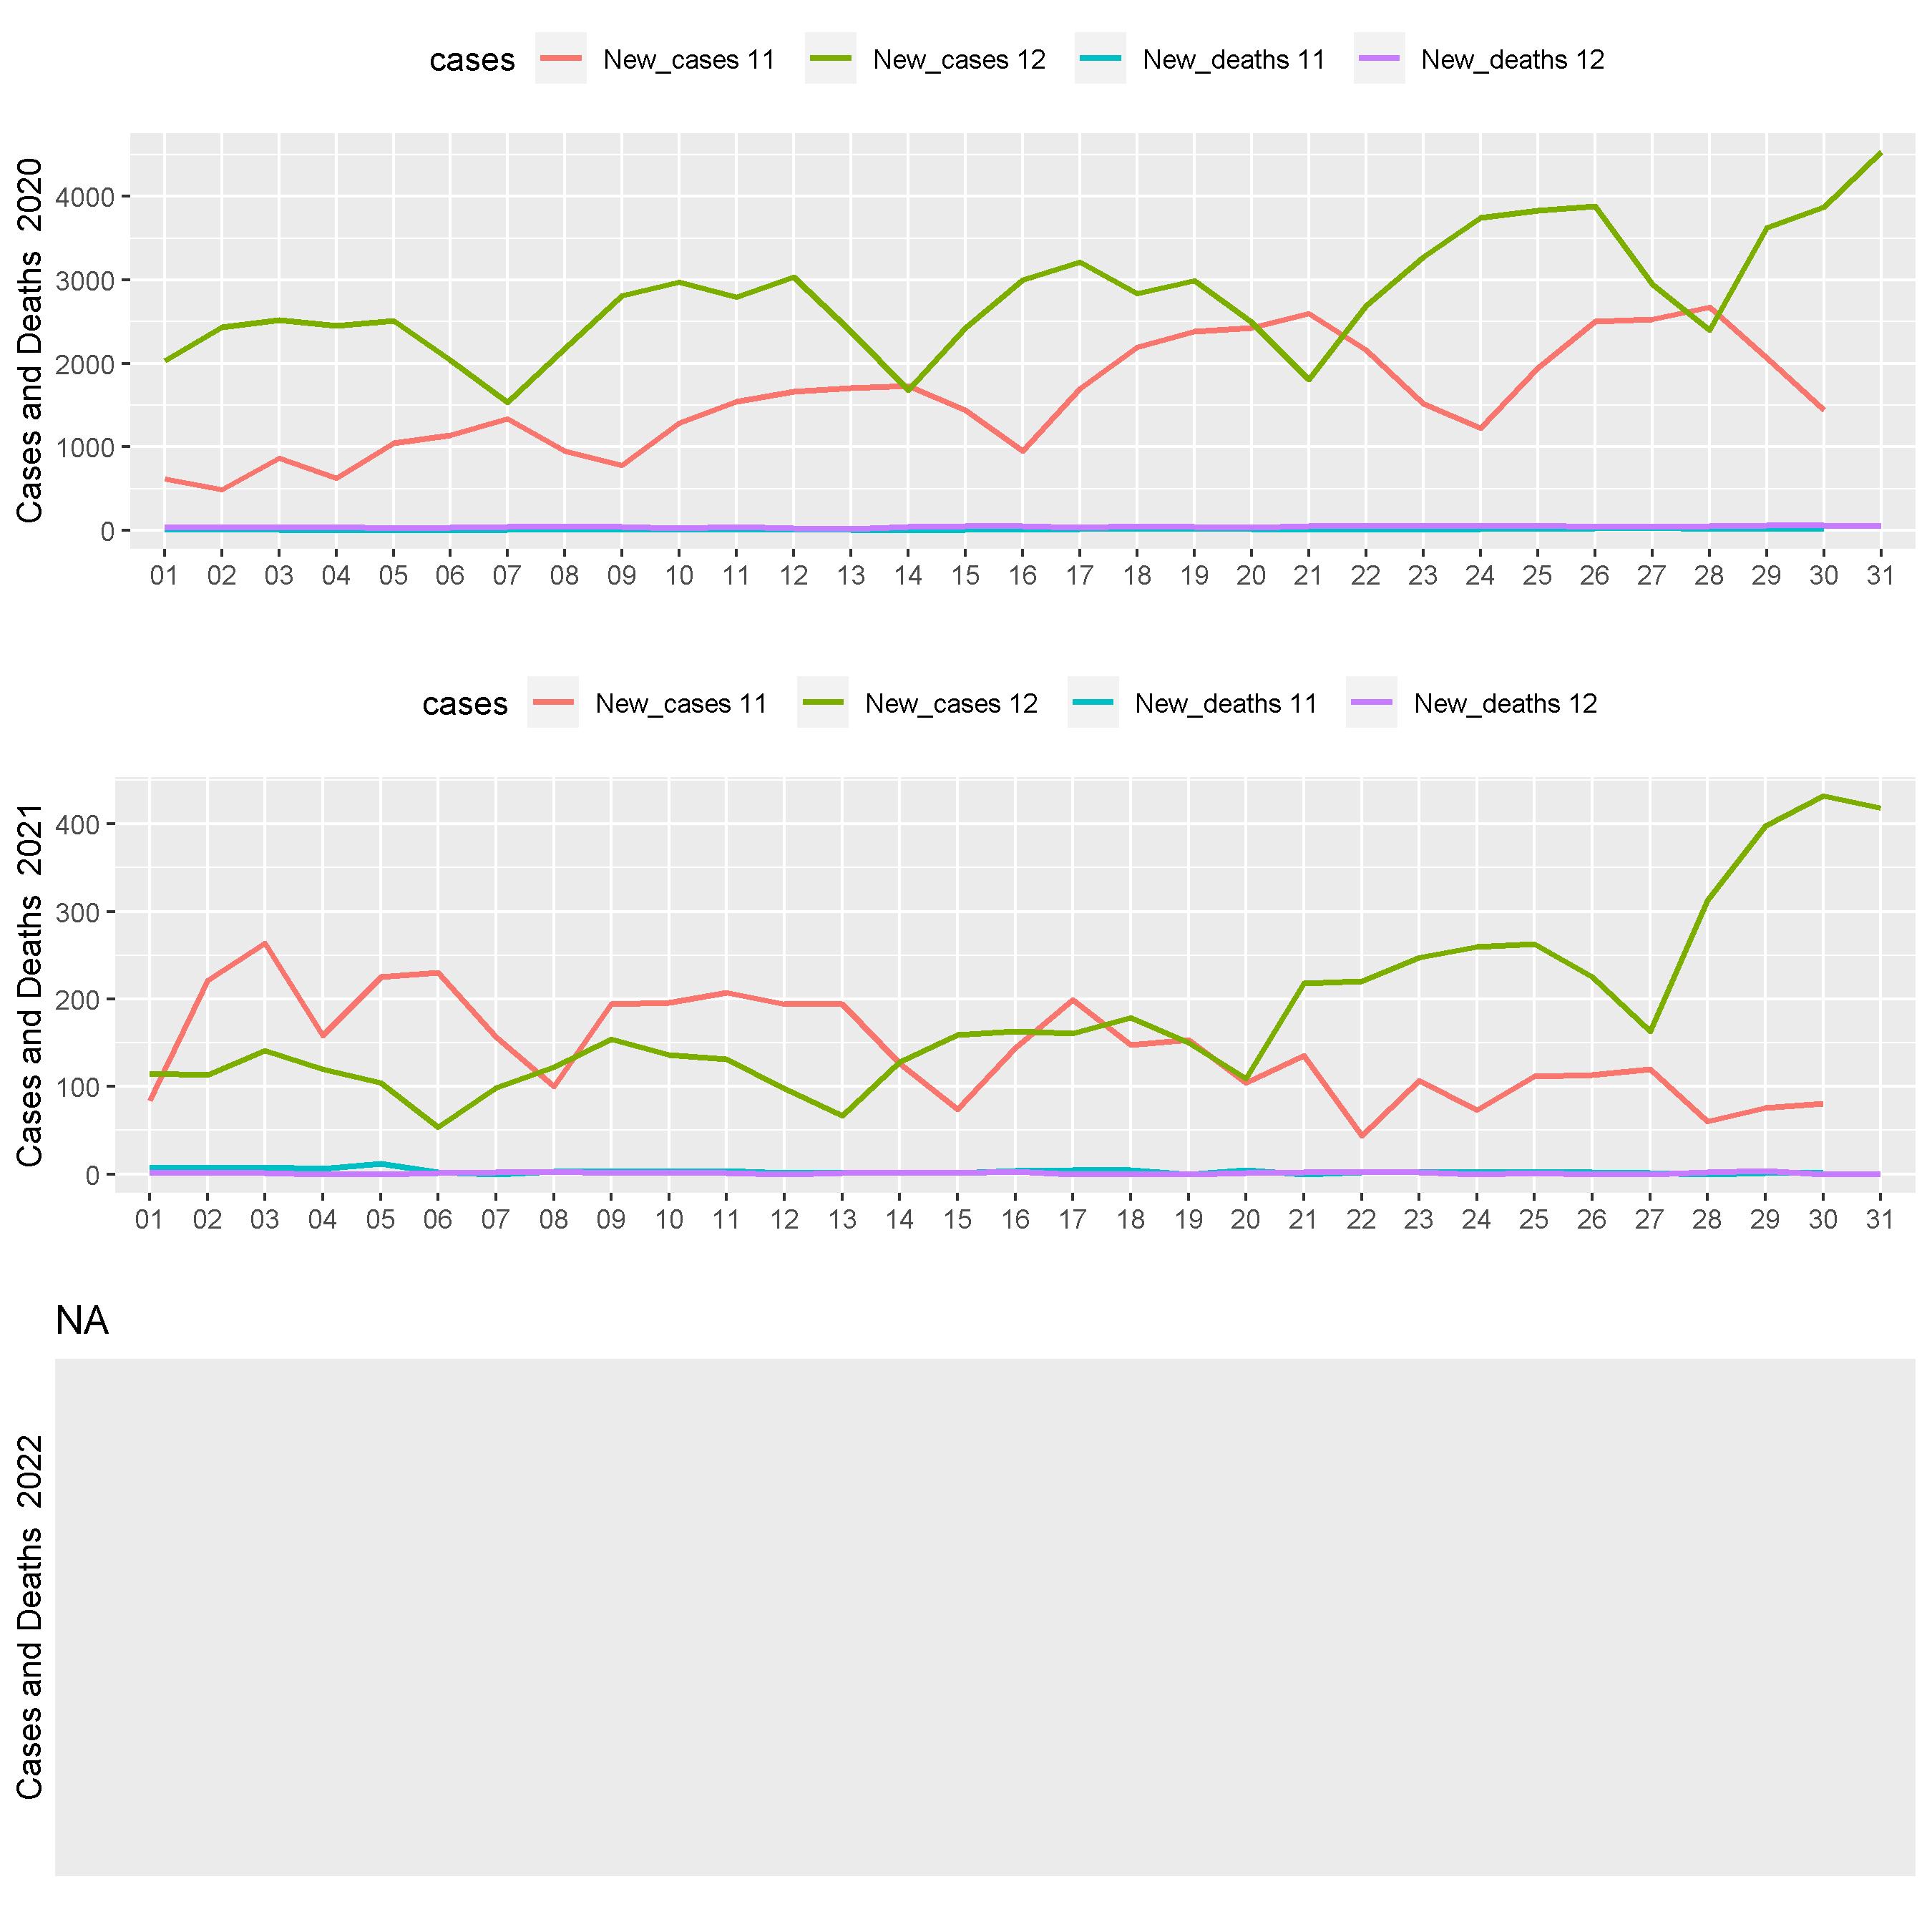 cases New_cases 11 New_cases 12 New_deaths 11 New_deaths 12
Cases and Deaths 2020
4000
3000
2000
1000
0
01 02 03 04 05 06 07 08 09 10 11 12 13 14 15 16 17 18 19 20 21 22 23 24 25 26 27 28 29 30 31
cases New_cases 11 New_cases 12 New_deaths 11 New_deaths 12
Cases and Deaths 2021
400
300
200
100
0
01 02 03 04 05 06 07 08 09 10 11 12 13 14 15 16 17 18 19 20 21 22 23 24 25 26 27 28 29 30 31
NA
Cases and Deaths 2022